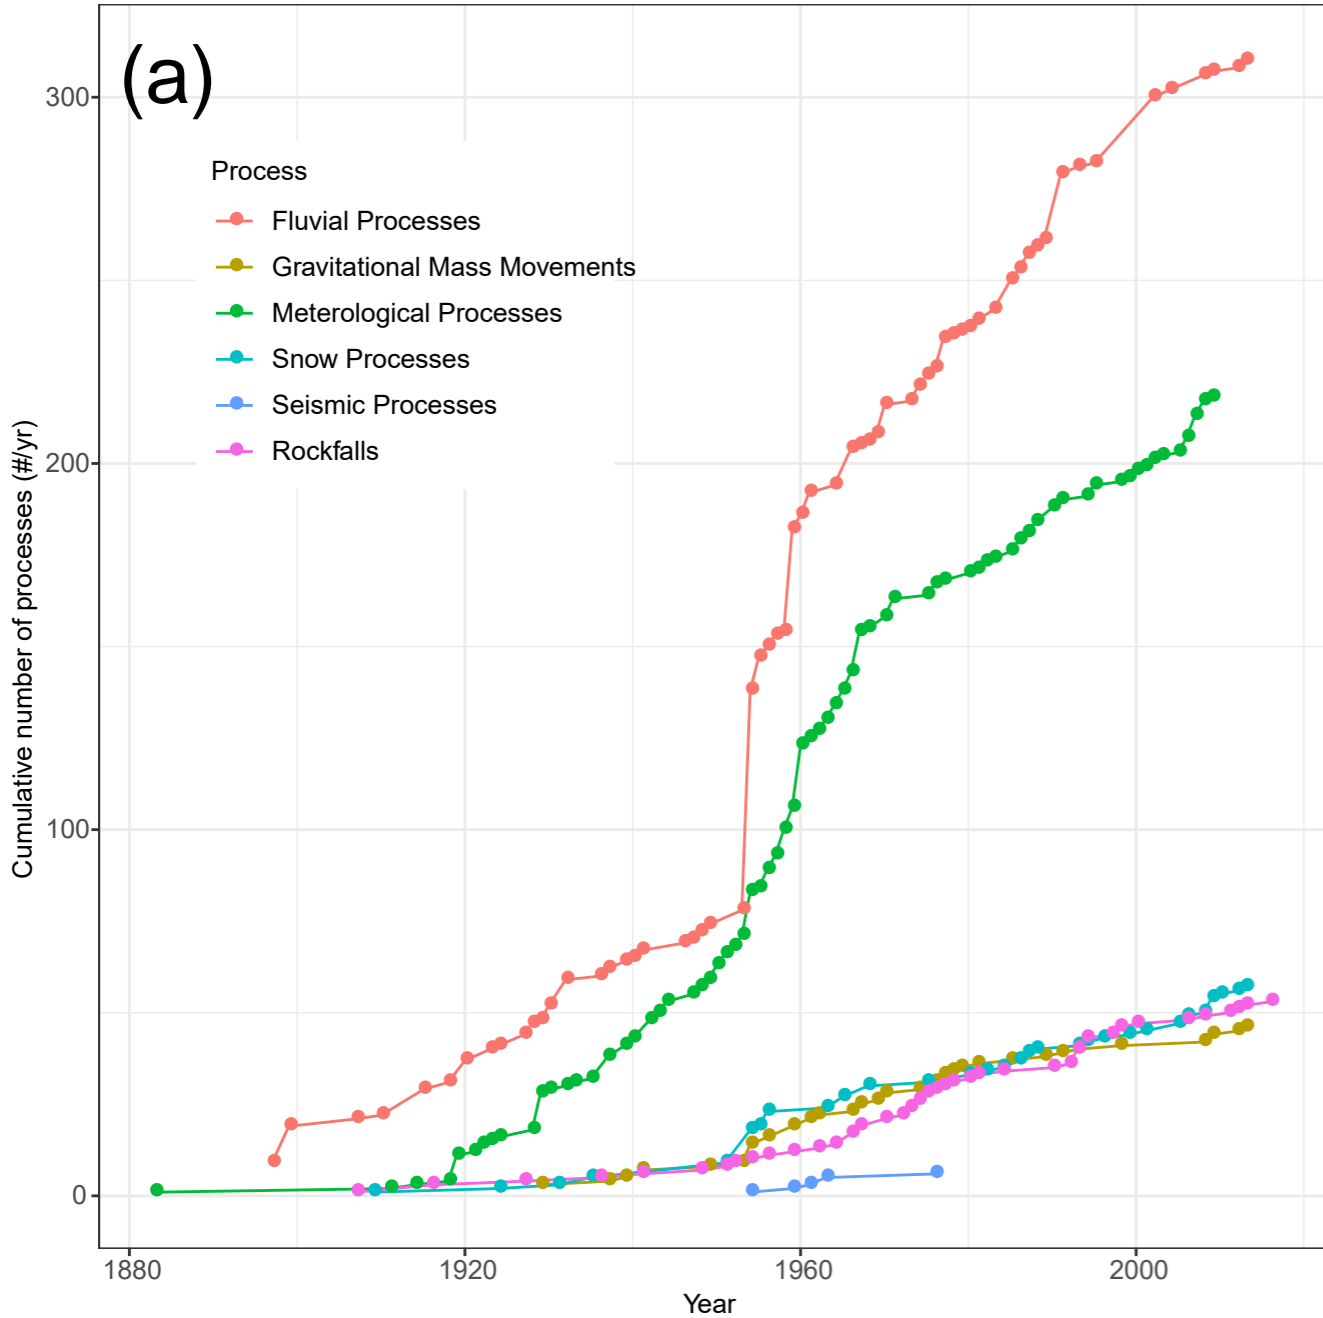 (a)
300
200
100
0
Cumulative number of processes (#/yr)
Process
Fluvial Processes
Gravitational Mass Movements
Meterological Processes
Snow Processes
Seismic Processes
Rockfalls
1880
1920
1960
2000
Year